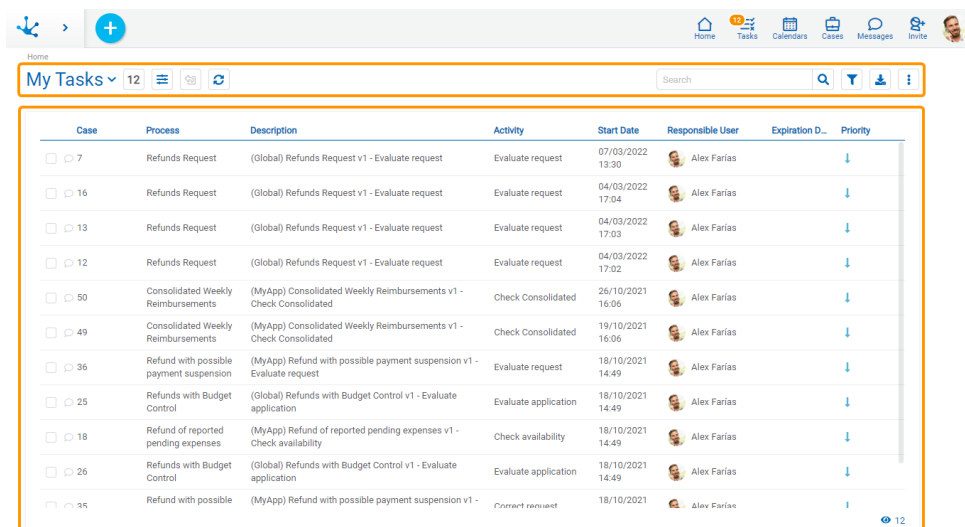 12
Home Tasks Calendars Cases Messages Invite
Home
My Tasks 12 Search
Case Process Description Activity Start Date Responsible User Expiration D... Priority
7 Refunds Request (Global) Refunds Request v1 - Evaluate request Evaluate request 07/03/2022 Alex Farías
13:30
16 Refunds Request (Global) Refunds Request v1 - Evaluate request Evaluate request 04/03/2022 Alex Farías
17:04
13 Refunds Request (Global) Refunds Request v1 - Evaluate request Evaluate request 04/03/2022 Alex Farías
17:03
12 Refunds Request (Global) Refunds Request v1 - Evaluate request Evaluate request 04/03/2022 Alex Farías
17:02
50 Consolidated Weekly (MyApp) Consolidated Weekly Reimbursements v1 - Check Consolidated 26/10/2021 Alex Farías
Reimbursements Check Consolidated 16:06
49 Consolidated Weekly (MyApp) Consolidated Weekly Reimbursements v1 - Check Consolidated 19/10/2021 Alex Farías
Reimbursements Check Consolidated 16:06
36 Refund with possible (MyApp) Refund with possible payment suspension v1 - Evaluate request 18/10/2021 Alex Farías
payment suspension Evaluate request 14:49
25 Refunds with Budget (Global) Refunds with Budget Control v1 - Evaluate Evaluate application 18/10/2021 Alex Farías
Control application 14:49
18 Refund of reported (MyApp) Refund of reported pending expenses v1 - Check availability 18/10/2021 Alex Farías
pending expenses Check availability 14:49
26 Refunds with Budget (Global) Refunds with Budget Control v1 - Evaluate Evaluate application 18/10/2021 Alex Farías
Control application 14:49
35 Refund with possible (MyApp) Refund with possible payment suspension v1 - Correct request 18/10/2021 Alex Farías
12